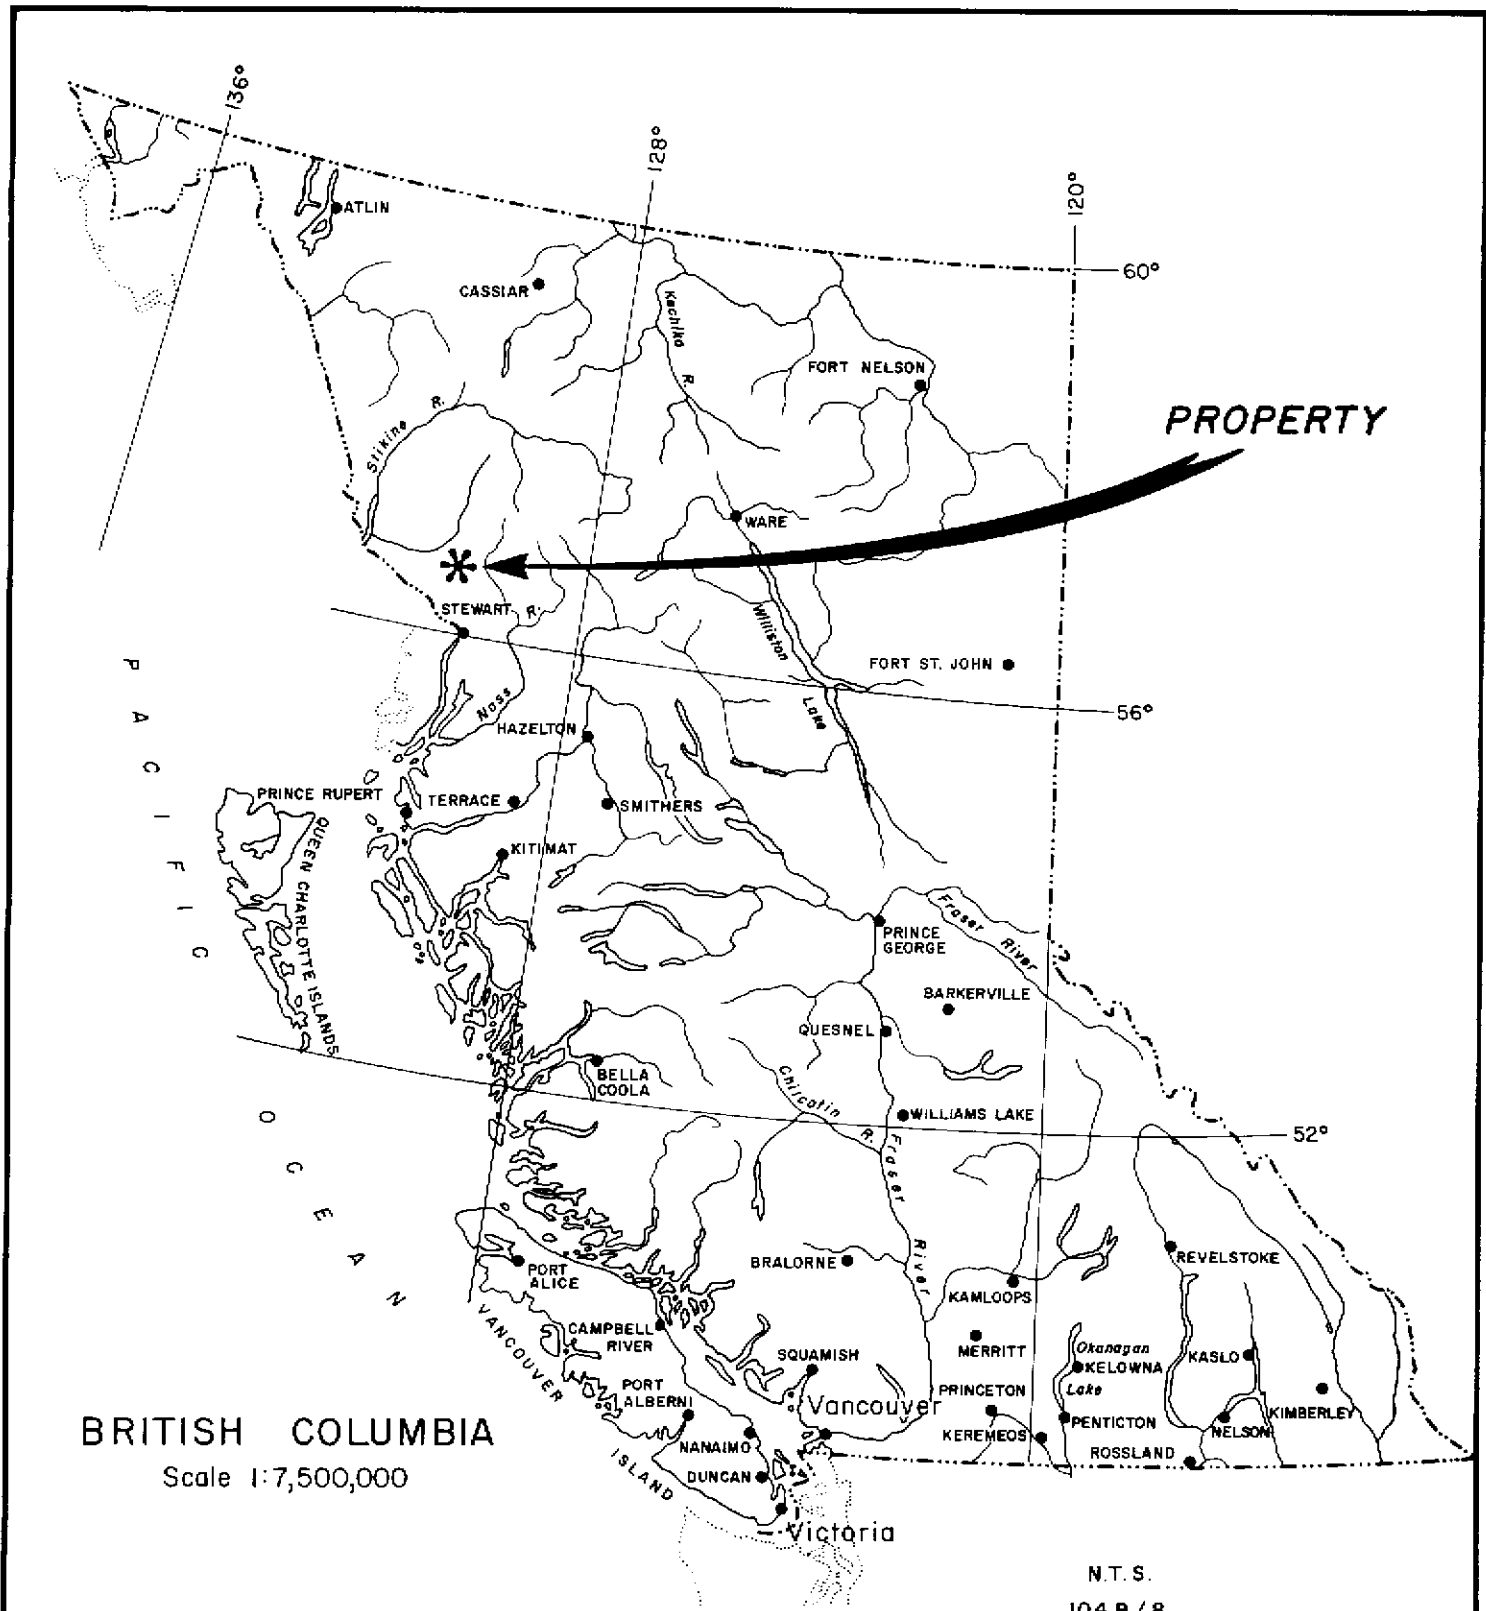 136°
128°
120°
60°
ATLIN
CASSIAR
Kechika R.
FORT NELSON
PROPERTY
Stikine R.
WARE
STEWART
R.
Williston
Lake
FORT ST. JOHN
56°
Nass
HAZELTON
PRINCE RUPERT
TERRACE
SMITHERS
KITIMAT
PACIFIC
OCEAN
QUEEN CHARLOTTE ISLANDS
PRINCE
GEORGE
Fraser River
BARKERVILLE
QUESNEL
BELLA
COOLA
Chilcotin R.
WILLIAMS LAKE
52°
Fraser
River
PORT
ALICE
BRALORNE
KAMLOOPS
REVELSTOKE
VANCOUVER
ISLAND
CAMPBELL
RIVER
SQUAMISH
MERRITT
Okanagan
Lake
KELOWNA
KASLO
PORT
ALBERNI
Vancouver
PRINCETON
PENTICTON
NELSON
KIMBERLEY
KEREMEOS
ROSSLAND
NANAIMO
DUNCAN
Victoria
BRITISH COLUMBIA
Scale 1:7,500,000
N.T.S.
104 B / 8